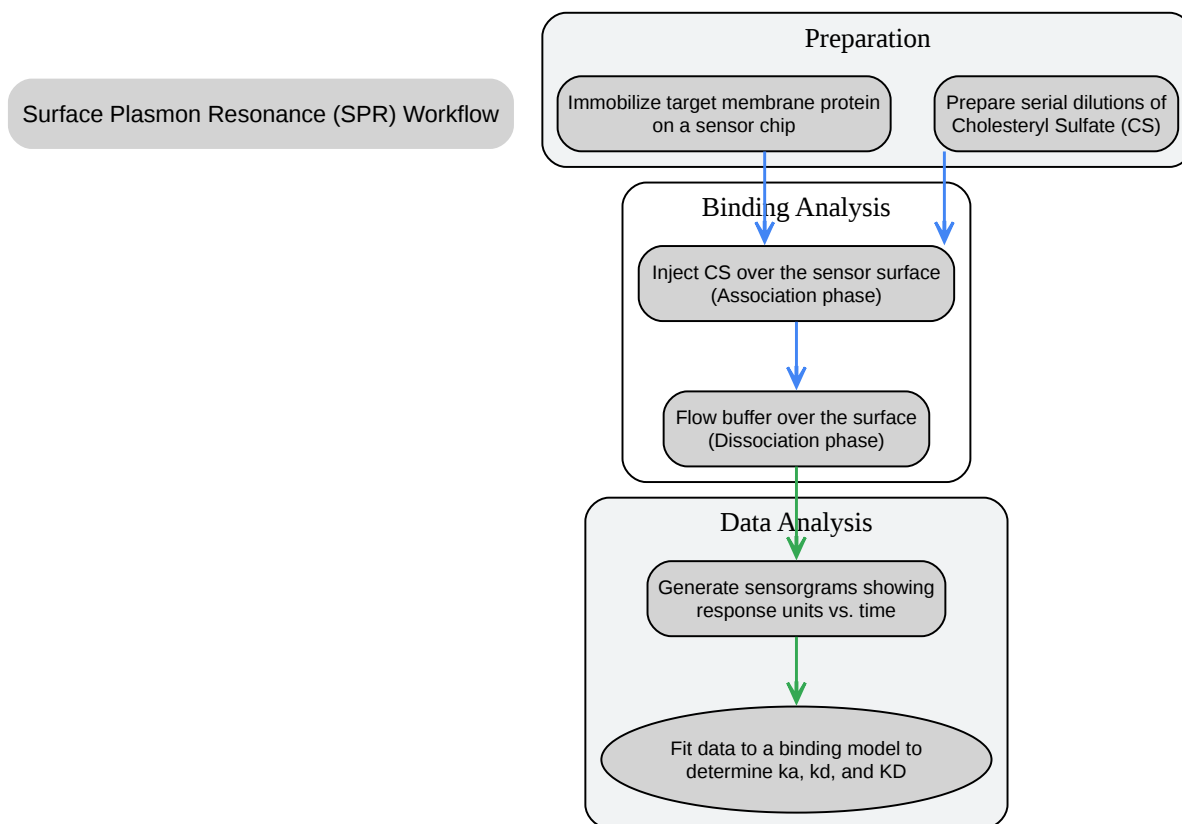 Surface Plasmon Resonance (SPR) Workflow
Preparation
Immobilize target membrane protein
on a sensor chip
Prepare serial dilutions of
Cholesteryl Sulfate (CS)
Binding Analysis
Inject CS over the sensor surface
(Association phase)
Flow buffer over the surface
(Dissociation phase)
Data Analysis
Generate sensorgrams showing
response units vs. time
Fit data to a binding model to
determine ka, kd, and KD